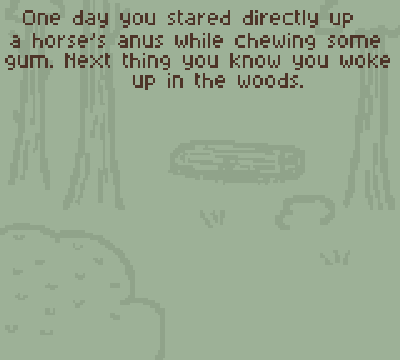 One day you stared directly up
a horse's anus while chewing some
gum. Next thing you know you woke
up in the woods.